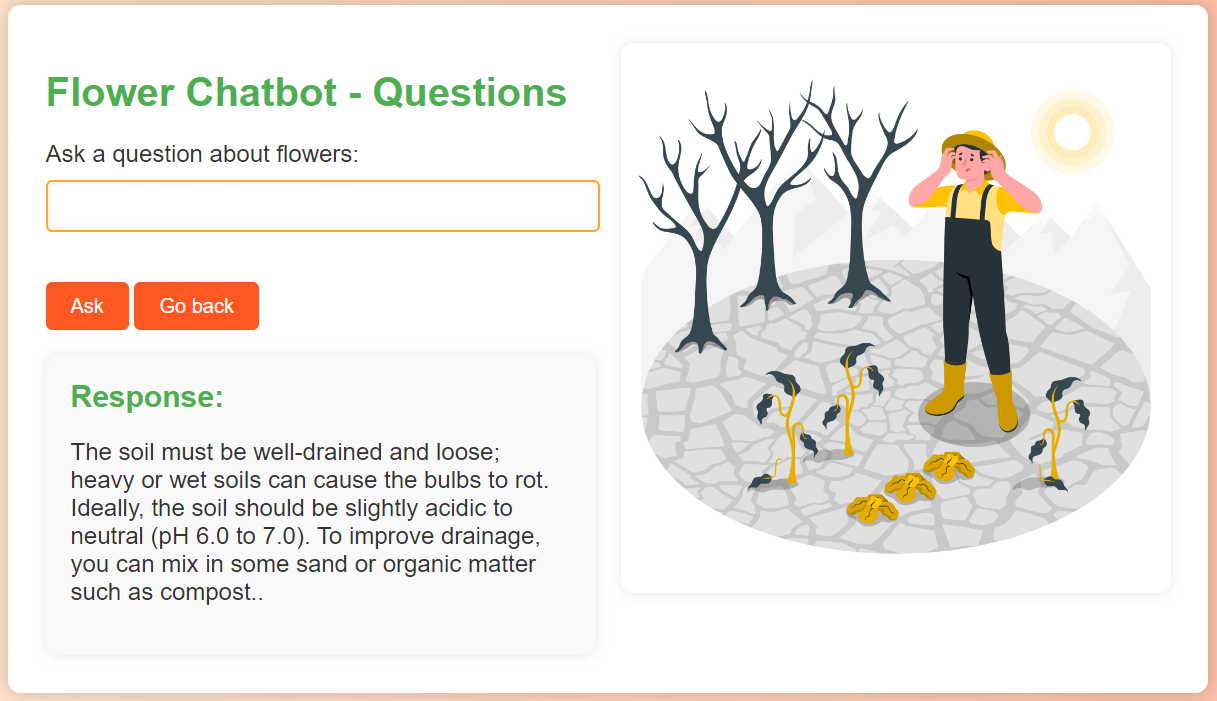 Flower Chatbot - Questions
Ask a question about flowers:
Ask
Go back
Response:
The soil must be well-drained and loose;
heavy or wet soils can cause the bulbs to rot.
Ideally, the soil should be slightly acidic to
neutral (pH 6.0 to 7.0). To improve drainage,
you can mix in some sand or organic matter
such as compost..